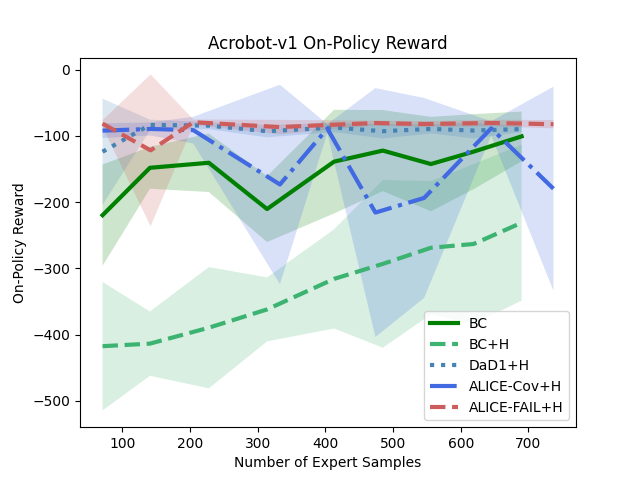 Acrobot-v1 On-Policy Reward
On-Policy Reward
0
−100
−200
−300
−400
−500
100 200 300 400 500 600 700
Number of Expert Samples
BC
BC+H
DaD1+H
ALICE-Cov+H
ALICE-FAIL+H